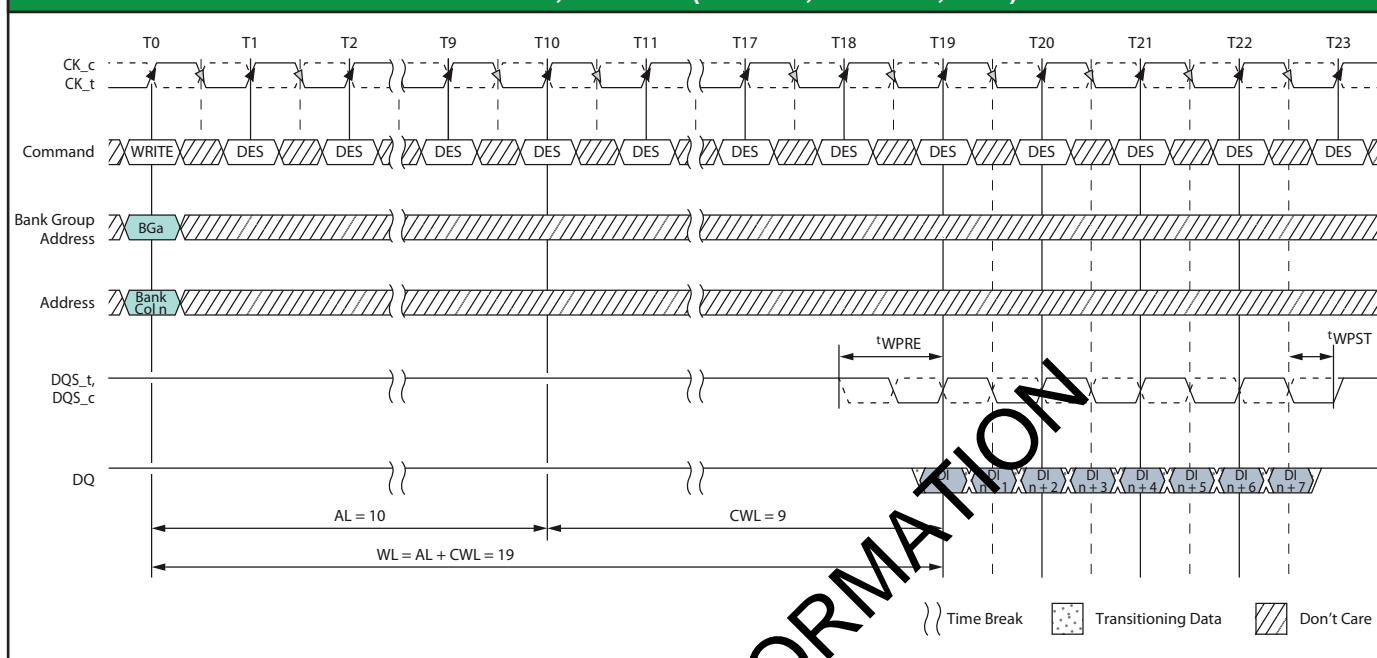 T0 T1 T2 T9 T10 T11 T17 T18 T19 T20 T21 T22 T23
CK_c
CK_t
Command WRITE DES DES DES DES DES DES DES DES DES DES DES DES
Bank Group
Address
BGa
Address
Bank
Col n
tWPRE
tWPST
DQS_t,
DQS_c
DQ
DI DI DI DI DI DI DI DI
n + 2 n + 3 n + 4 n + 5 n + 6 n + 7
AL = 10
CWL = 9
WL = AL + CWL = 19
Time Break Transitioning Data Don't Care
ORMATION